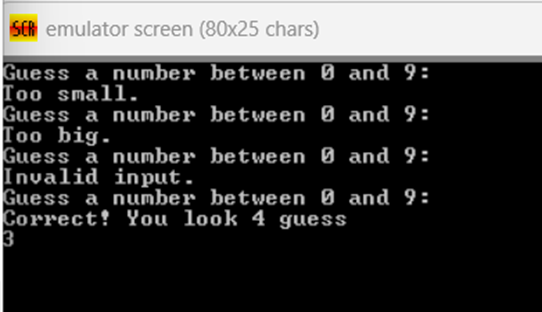 SCR emulator screen (80x25 chars)
Guess a number between 0 and 9:
Too small.
Guess a number between 0 and 9:
Too big.
Guess a number between 0 and 9:
Invalid input.
Guess a number between 0 and 9:
Correct! You look 4 guess
3